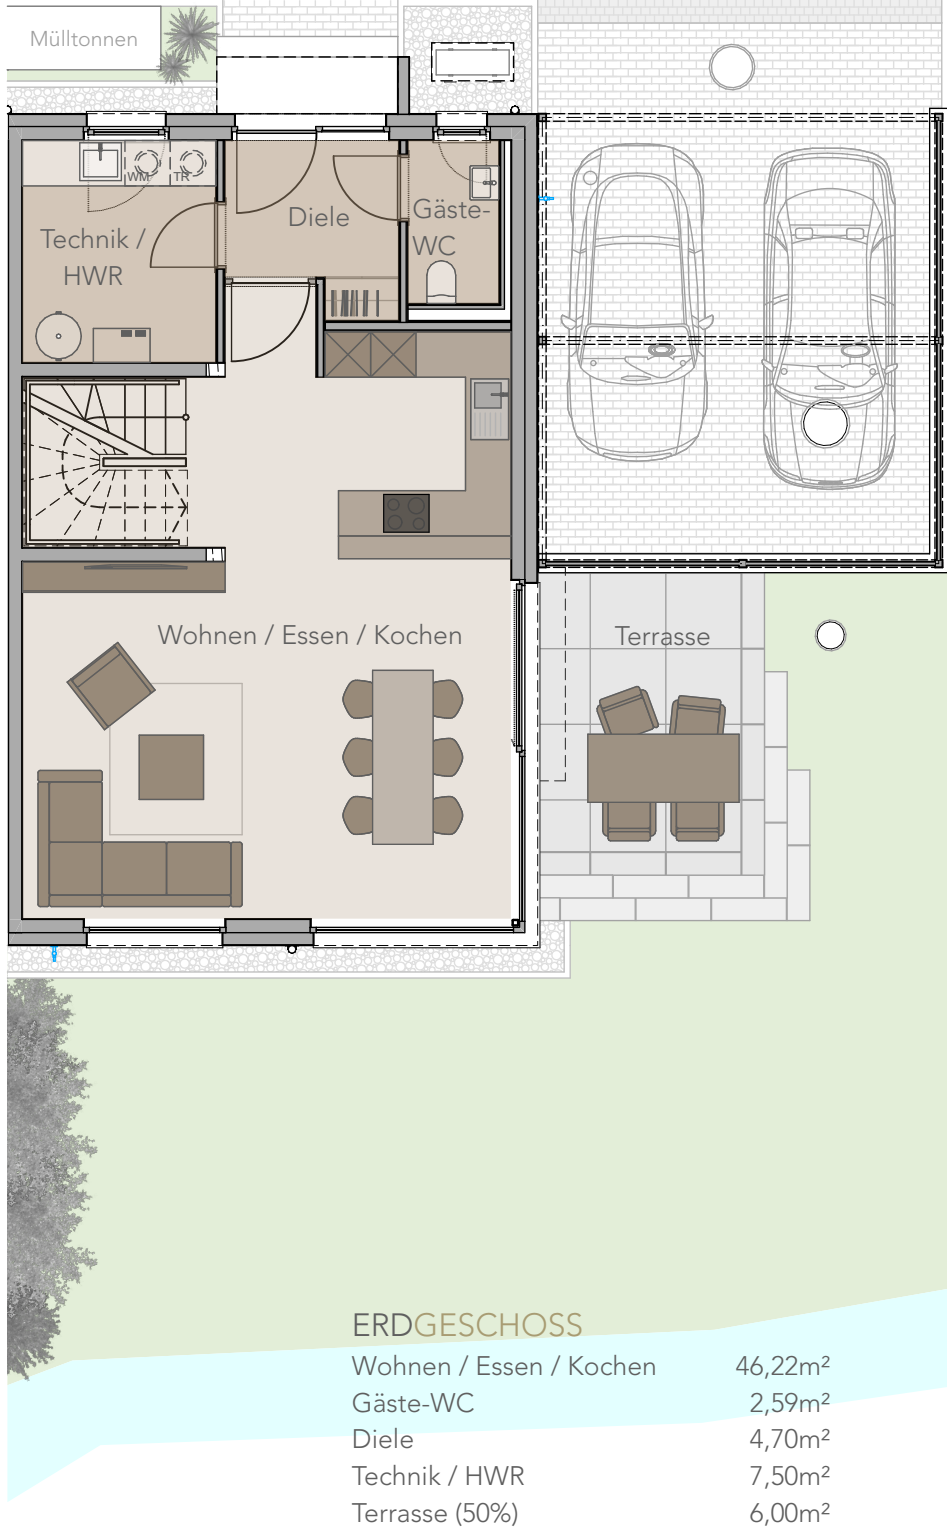 Mülltonnen
WM
TR
Diele
Gäste-
WC
Technik /
HWR
Wohnen / Essen / Kochen
Terrasse
ERDGESCHOSS
Wohnen / Essen / Kochen 46,22m²
Gäste-WC 2,59m²
Diele 4,70m²
Technik / HWR 7,50m²
Terrasse (50%) 6,00m²